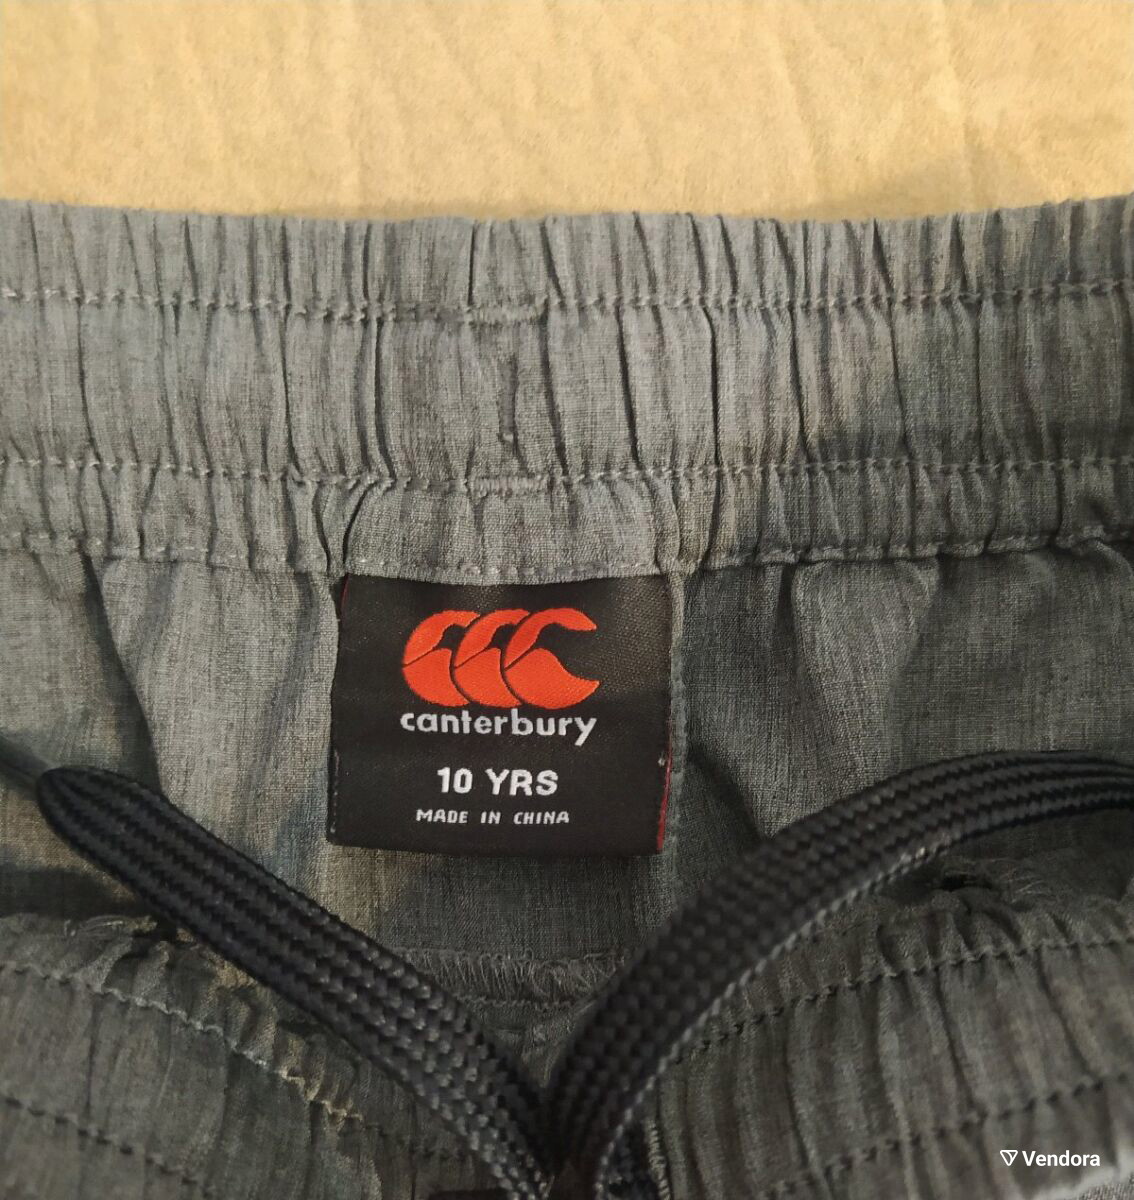 canterbury
10 YRS
MADE IN CHINA
Vendora